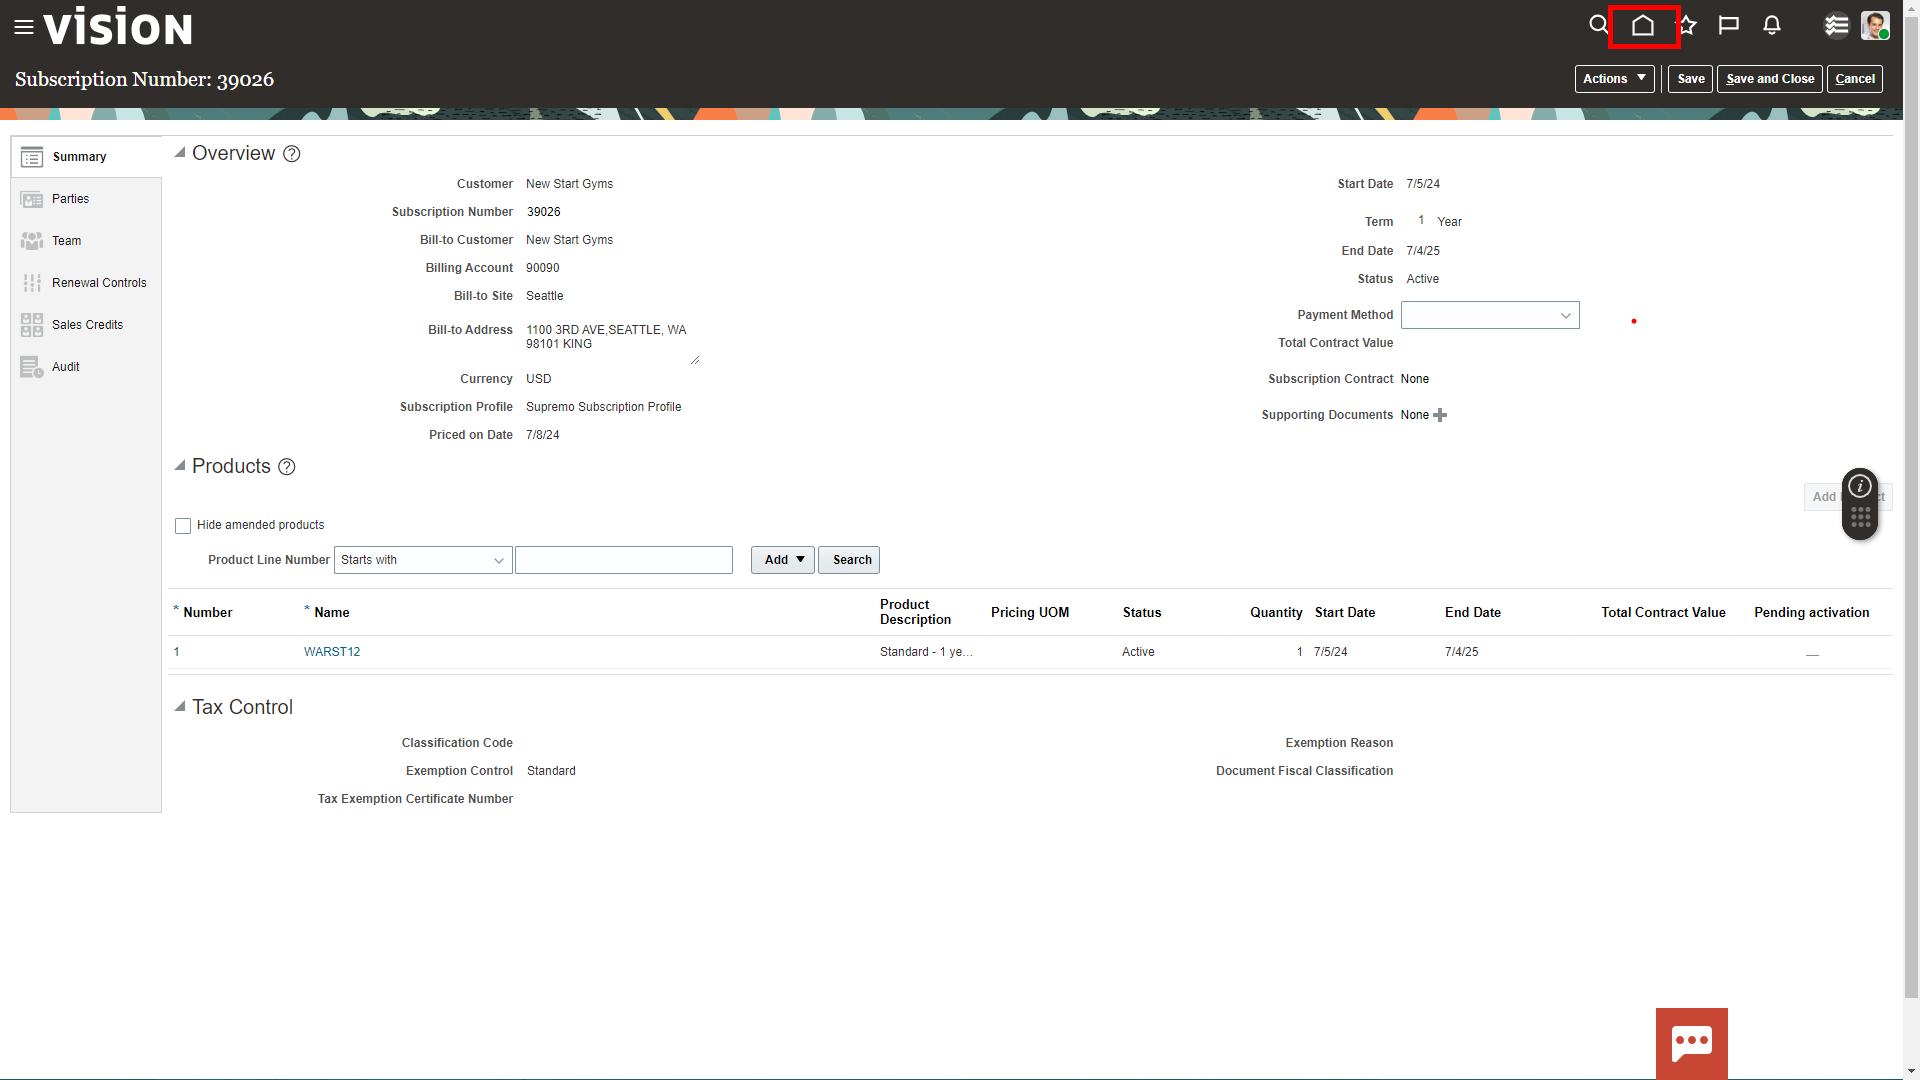 VISION
Subscription Number: 39026
Actions
Save
Save and Close
Cancel
Summary
Parties
Team
Renewal Controls
Sales Credits
Audit
Overview
Customer New Start Gyms
Subscription Number 39026
Bill-to Customer New Start Gyms
Billing Account 90090
Bill-to Site Seattle
Bill-to Address 1100 3RD AVE,SEATTLE, WA
98101 KING
Currency USD
Subscription Profile Supremo Subscription Profile
Priced on Date 7/8/24
Start Date 7/5/24
Term 1 Year
End Date 7/4/25
Status Active
Payment Method
Total Contract Value
Subscription Contract None
Supporting Documents None
Products
Add
Hide amended products
Product Line Number Starts with Add Search
* Number * Name Product Description Pricing UOM Status Quantity Start Date End Date Total Contract Value Pending activation
1 WARST12 Standard - 1 ye... Active 1 7/5/24 7/4/25 —
Tax Control
Classification Code
Exemption Control Standard
Tax Exemption Certificate Number
Exemption Reason
Document Fiscal Classification